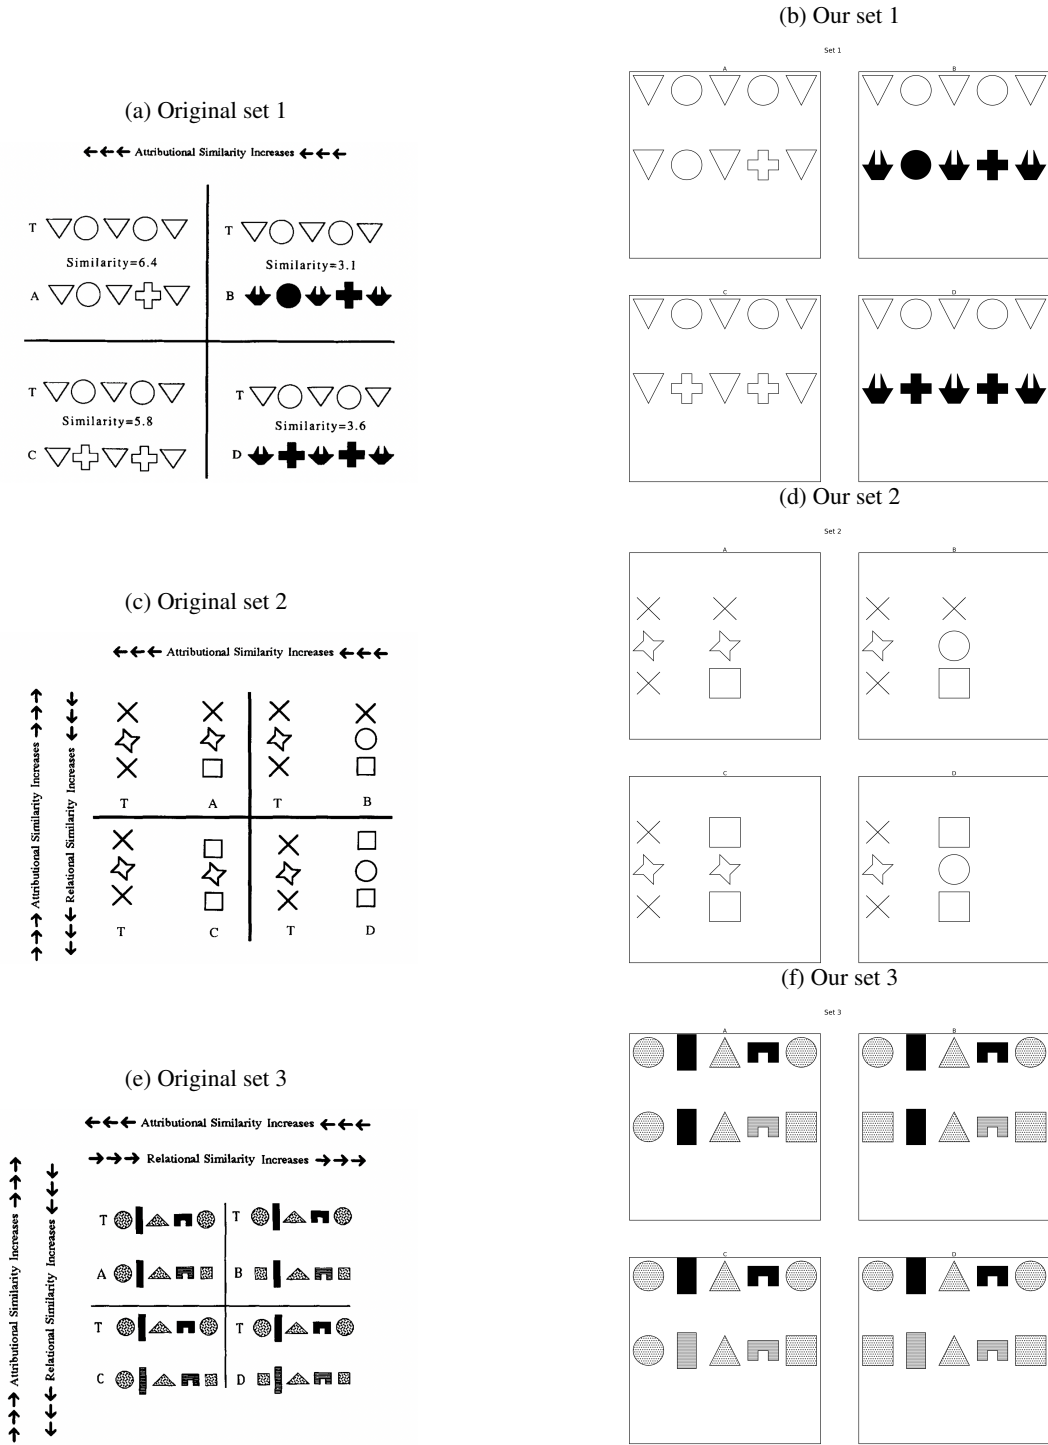 (b) Our set 1
Set 1
A
B
C
D
(a) Original set 1
Attributional Similarity Increases
T
T
Similarity=6.4
Similarity=3.1
A
B
T
T
Similarity=5.8
Similarity=3.6
C
D
(d) Our set 2
Set 2
A
B
C
D
(c) Original set 2
Attributional Similarity Increases
Attributional Similarity Increases
Relational Similarity Increases
T
A
T
B
T
C
T
D
(f) Our set 3
Set 3
A
B
C
D
(e) Original set 3
Attributional Similarity Increases
Relational Similarity Increases
Attributional Similarity Increases
Relational Similarity Increases
T
T
A
B
T
T
C
D